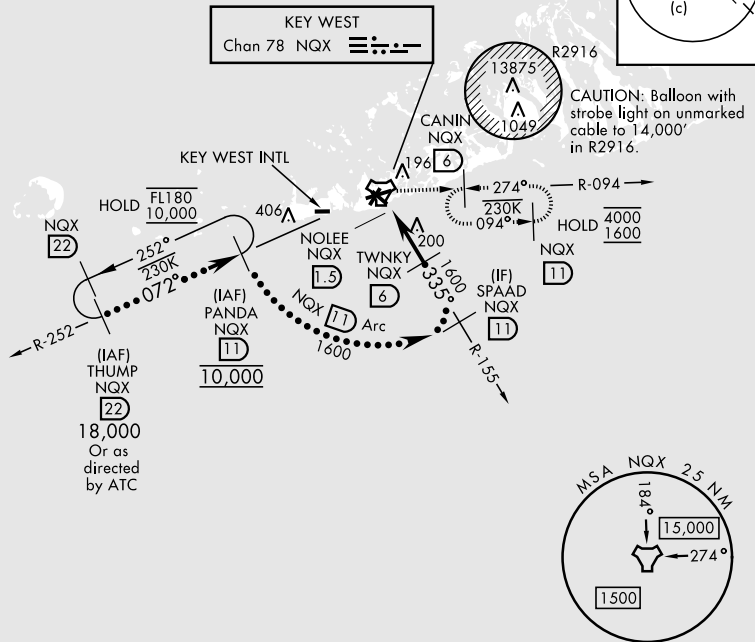 (c)
KEY WEST
Chan 78 NQX
R2916
13875
1049
CAUTION: Balloon with
strobe light on unmarked
cable to 14,000'
in R2916.
CANIN
NQX
6
196
KEY WEST INTL
406
HOLD FL180
10,000
NQX
22
252°
230K
072°
R-252
(IAF)
THUMP
NQX
22
18,000
Or as
directed
by ATC
(IAF)
PANDA
NQX
11
10,000
NQX 11 Arc
1600
NOLEE
NQX
1.5
TWNKY
NQX
6
200
1600
335°
(IF)
SPAAD
NQX
11
R-155
274°
R-094
230K
094°
HOLD 4000
1600
NQX
11
MSA NQX 25 NM
184°
15,000
274°
1500